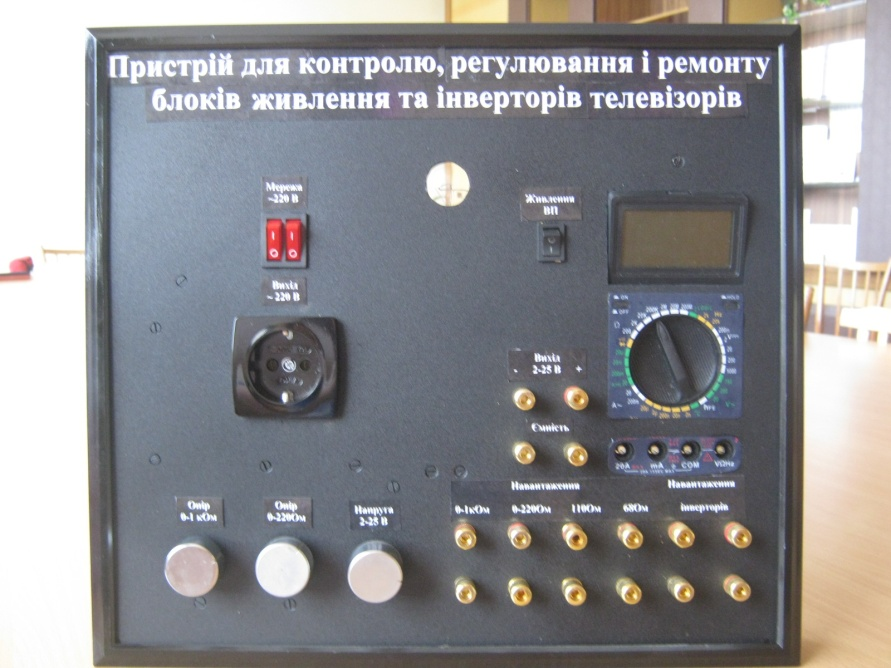 Пристрій для контролю, регулювання і ремонту
блоків живлення та інверторів телевізорів
Мережа
~220 В
Живлення
ВП
Вихід
~ 220 В
Вихід
- 2-25 В +
Ємність
20A mA COM VΩHz
Навантаження Навантаження
0-1кОм 0-220Ом 110Ом 68Ом інверторів
Опір
0-1 кОм
Опір
0-220Ом
Напруга
2-25 В